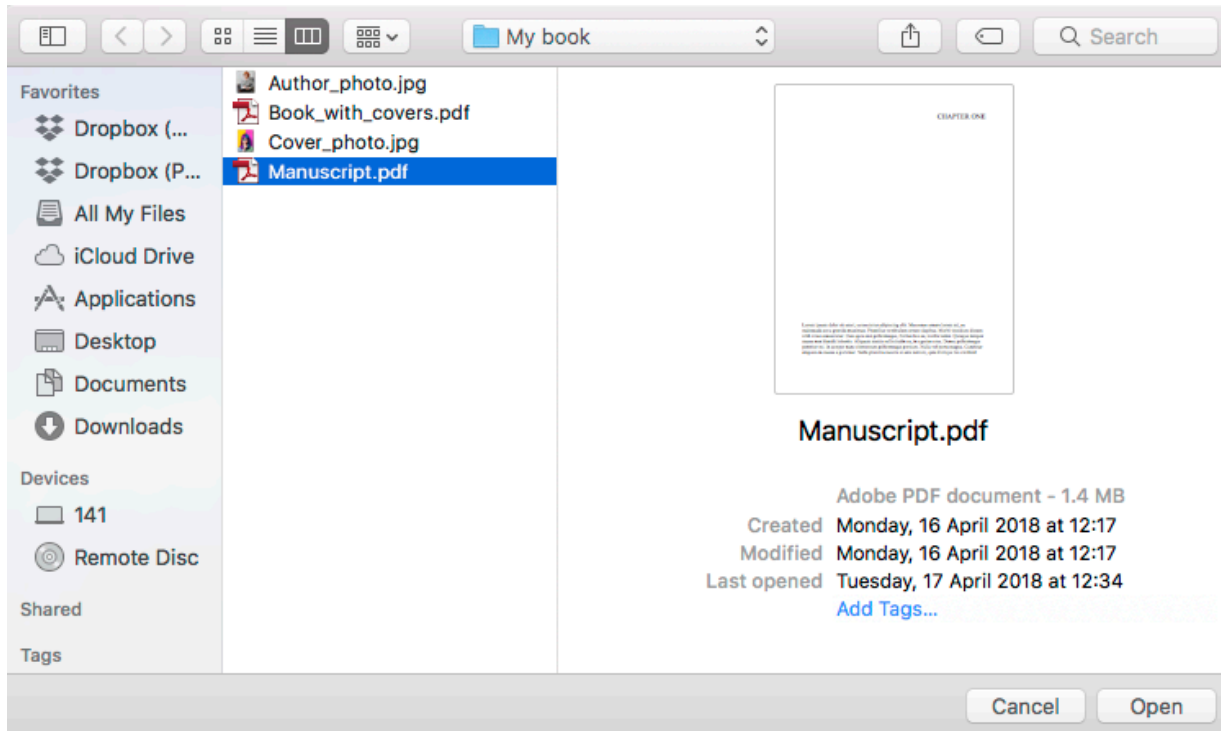 My book
Search
Favorites
Dropbox (...
Dropbox (P...
All My Files
iCloud Drive
Applications
Desktop
Documents
Downloads
Devices
141
Remote Disc
Shared
Tags
Author_photo.jpg
Book_with_covers.pdf
Cover_photo.jpg
Manuscript.pdf
CHAPTER ONE
Manuscript.pdf
Adobe PDF document - 1.4 MB
Created Monday, 16 April 2018 at 12:17
Modified Monday, 16 April 2018 at 12:17
Last opened Tuesday, 17 April 2018 at 12:34
Add Tags...
Cancel
Open